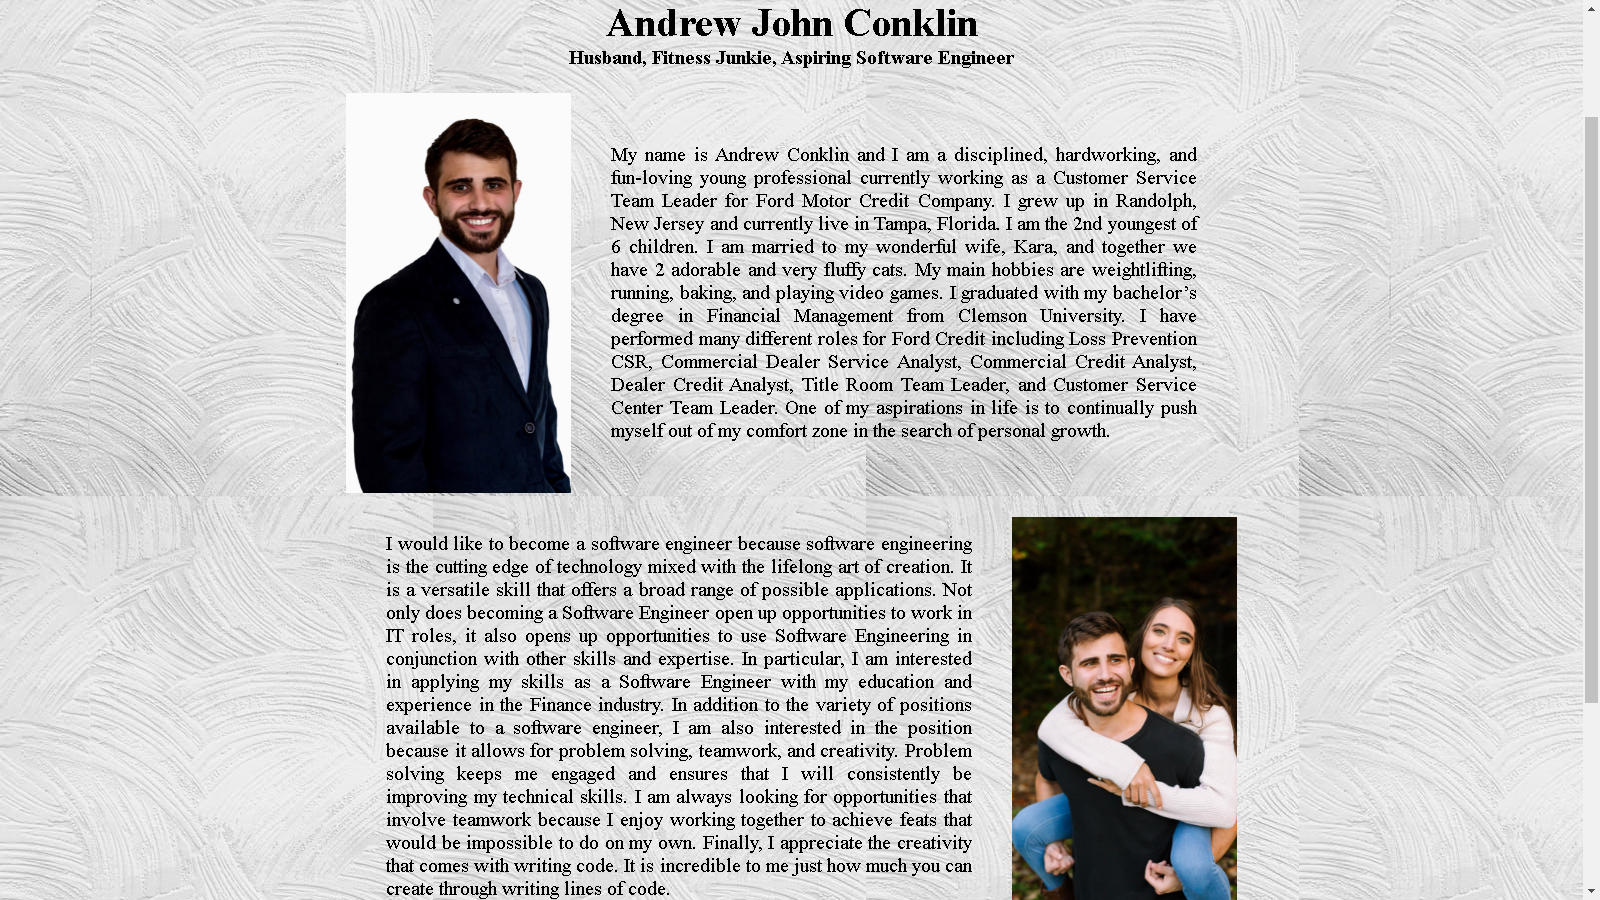 Andrew John Conklin
Husband, Fitness Junkie, Aspiring Software Engineer
My name is Andrew Conklin and I am a disciplined, hardworking, and
fun-loving young professional currently working as a Customer Service
Team Leader for Ford Motor Credit Company. I grew up in Randolph,
New Jersey and currently live in Tampa, Florida. I am the 2nd youngest of
6 children. I am married to my wonderful wife, Kara, and together we
have 2 adorable and very fluffy cats. My main hobbies are weightlifting,
running, baking, and playing video games. I graduated with my bachelor’s
degree in Financial Management from Clemson University. I have
performed many different roles for Ford Credit including Loss Prevention
CSR, Commercial Dealer Service Analyst, Commercial Credit Analyst,
Dealer Credit Analyst, Title Room Team Leader, and Customer Service
Center Team Leader. One of my aspirations in life is to continually push
myself out of my comfort zone in the search of personal growth.
I would like to become a software engineer because software engineering
is the cutting edge of technology mixed with the lifelong art of creation. It
is a versatile skill that offers a broad range of possible applications. Not
only does becoming a Software Engineer open up opportunities to work in
IT roles, it also opens up opportunities to use Software Engineering in
conjunction with other skills and expertise. In particular, I am interested
in applying my skills as a Software Engineer with my education and
experience in the Finance industry. In addition to the variety of positions
available to a software engineer, I am also interested in the position
because it allows for problem solving, teamwork, and creativity. Problem
solving keeps me engaged and ensures that I will consistently be
improving my technical skills. I am always looking for opportunities that
involve teamwork because I enjoy working together to achieve feats that
would be impossible to do on my own. Finally, I appreciate the creativity
that comes with writing code. It is incredible to me just how much you can
create through writing lines of code.